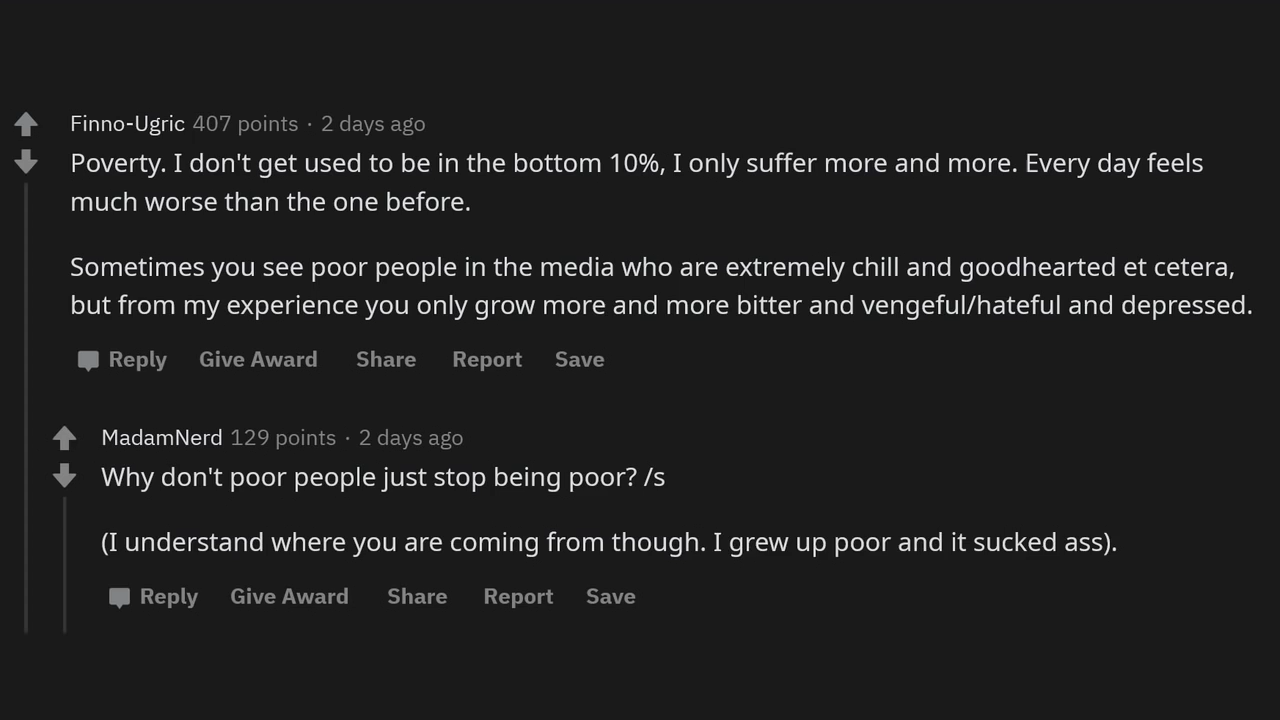 Finno-Ugric 407 points · 2 days ago
Poverty. I don't get used to be in the bottom 10%, I only suffer more and more. Every day feels
much worse than the one before.
Sometimes you see poor people in the media who are extremely chill and goodhearted et cetera,
but from my experience you only grow more and more bitter and vengeful/hateful and depressed.
Reply Give Award Share Report Save
MadamNerd 129 points · 2 days ago
Why don't poor people just stop being poor? /s
(I understand where you are coming from though. I grew up poor and it sucked ass).
Reply Give Award Share Report Save